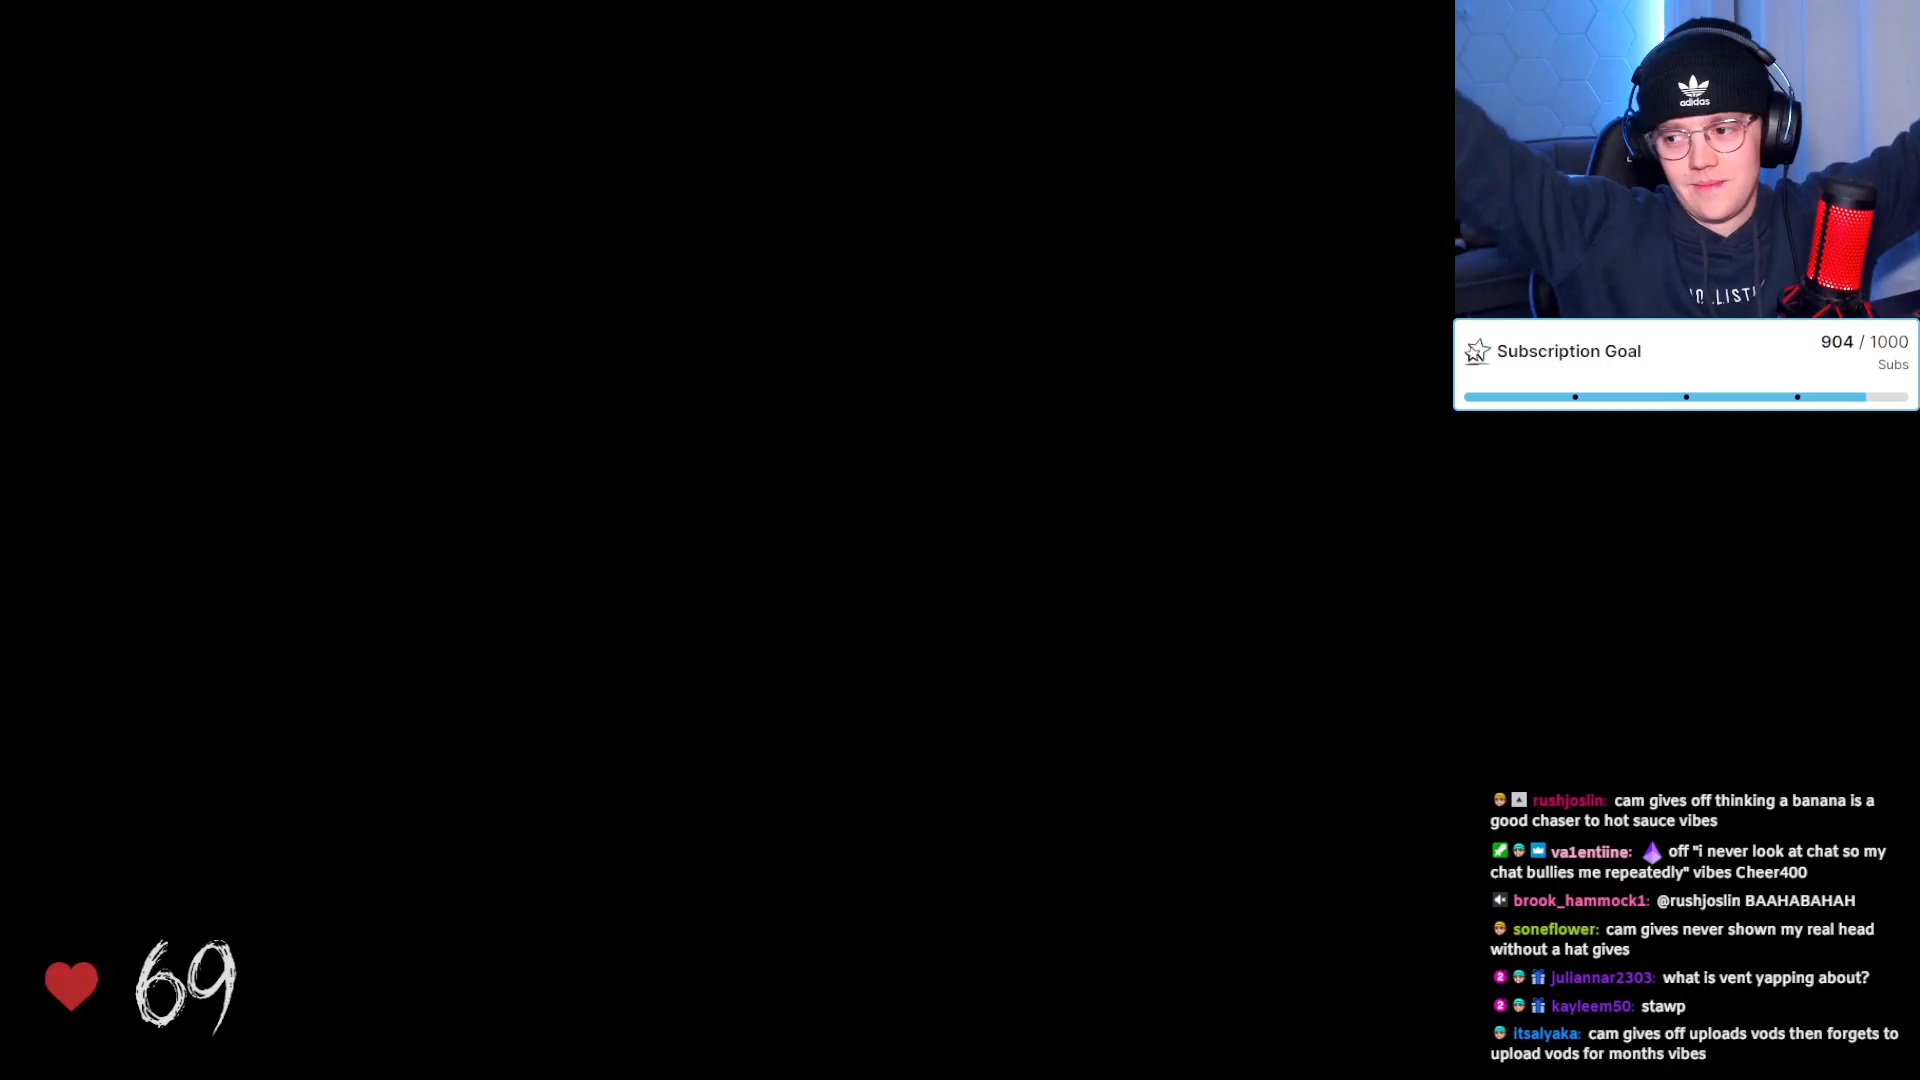 adidas
Subscription Goal
904 / 1000
Subs
rushjoslin: cam gives off thinking a banana is a
good chaser to hot sauce vibes
va1entiine: off "i never look at chat so my
chat bullies me repeatedly" vibes Cheer400
brook_hammock1: @rushjoslin BAAHABAHAH
soneflower: cam gives never shown my real head
without a hat gives
2 juliannar2303: what is vent yapping about?
2 kayleem50: stawp
itsalyaka: cam gives off uploads vods then forgets to
upload vods for months vibes
69